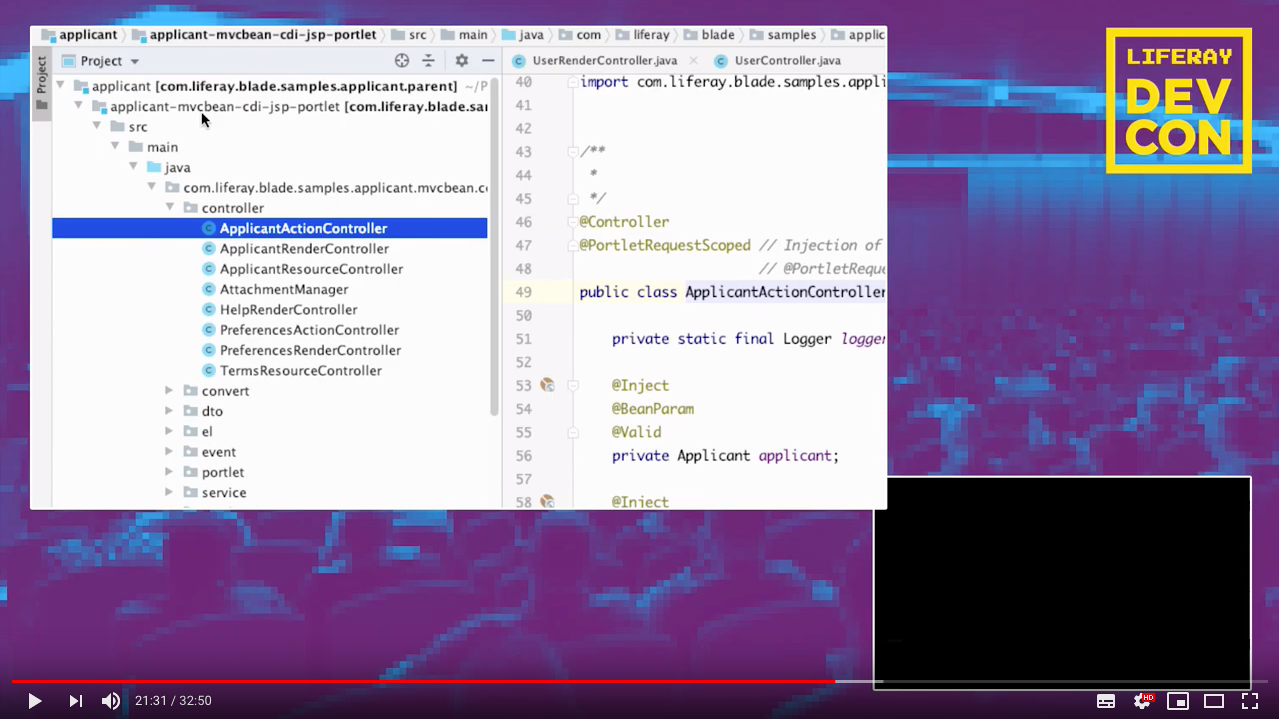 applicant applicant-mvcbean-cdi-jsp-portlet src main java com liferay blade samples applic
Project
Project
UserRenderController.java UserController.java
applicant [com.liferay.blade.samples.applicant.parent] ~/P
applicant-mvcbean-cdi-jsp-portlet [com.liferay.blade.sa
src
main
java
com.liferay.blade.samples.applicant.mvcbean.c
controller
ApplicantActionController
ApplicantRenderController
ApplicantResourceController
AttachmentManager
HelpRenderController
PreferencesActionController
PreferencesRenderController
TermsResourceController
convert
dto
el
event
portlet
service
40 import com.liferay.blade.samples.appli
41
42
43 /**
44 *
45 */
46 @Controller
47 @PortletRequestScoped // Injection of
48 // @PortletReque
49 public class ApplicantActionController
50
51 private static final Logger logger
52
53 @Inject
54 @BeanParam
55 @Valid
56 private Applicant applicant;
57
58 @Inject
LIFERAY
DEV
CON
21:31 / 32:50
HD